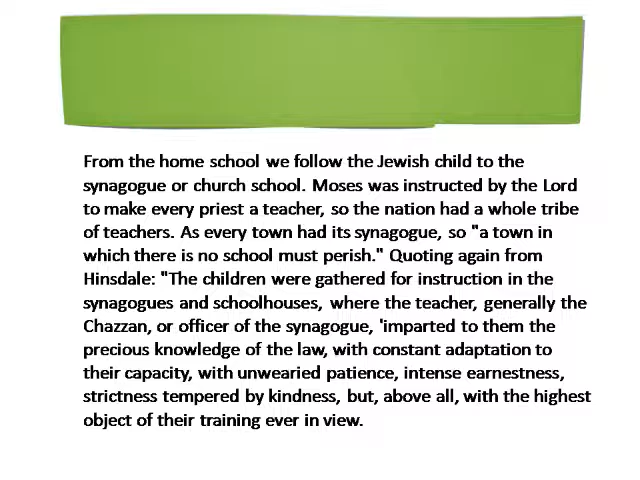 From the home school we follow the Jewish child to the
synagogue or church school. Moses was instructed by the Lord
to make every priest a teacher, so the nation had a whole tribe
of teachers. As every town had its synagogue, so "a town in
which there is no school must perish." Quoting again from
Hinsdale: "The children were gathered for instruction in the
synagogues and schoolhouses, where the teacher, generally the
Chazzan, or officer of the synagogue, 'imparted to them the
precious knowledge of the law, with constant adaptation to
their capacity, with unwearied patience, intense earnestness,
strictness tempered by kindness, but, above all, with the highest
object of their training ever in view.